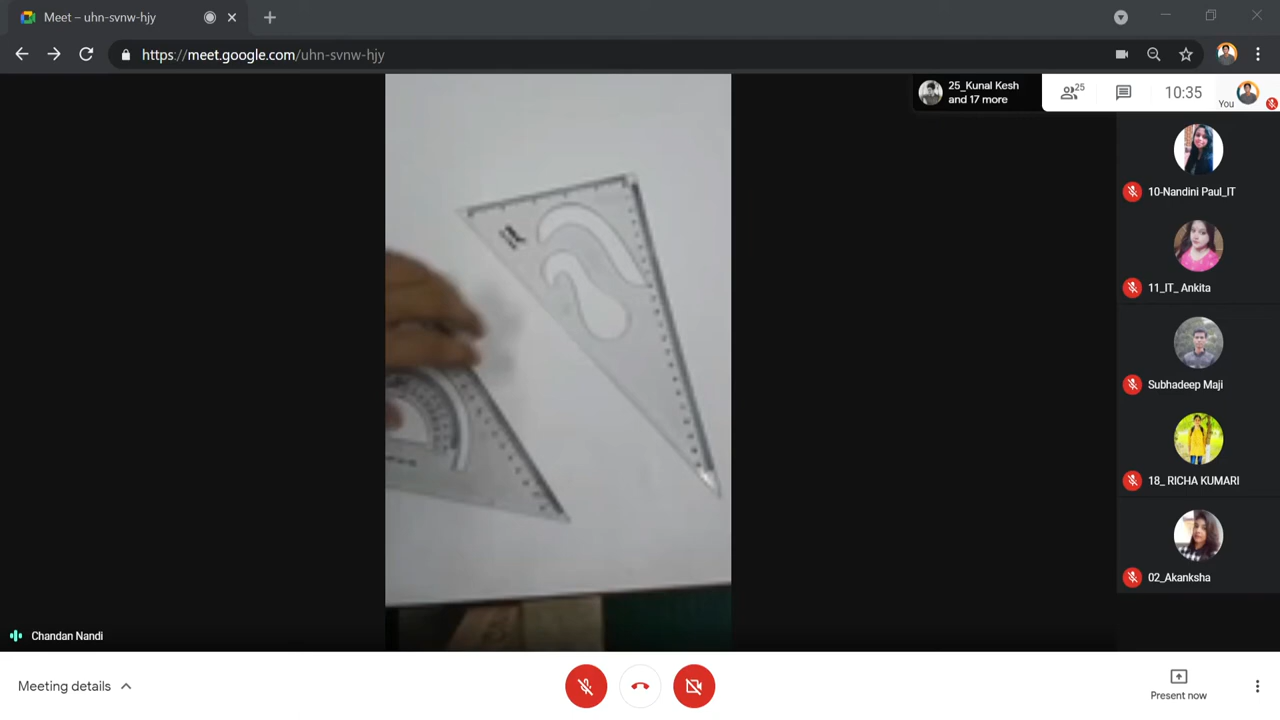 Meet – uhn-svnw-hjy
https://meet.google.com/uhn-svnw-hjy
25_Kunal Kesh
and 17 more
25
10:35
You
10-Nandini Paul_IT
11_IT_ Ankita
Subhadeep Maji
18_ RICHA KUMARI
02_Akanksha
Chandan Nandi
Meeting details
Present now